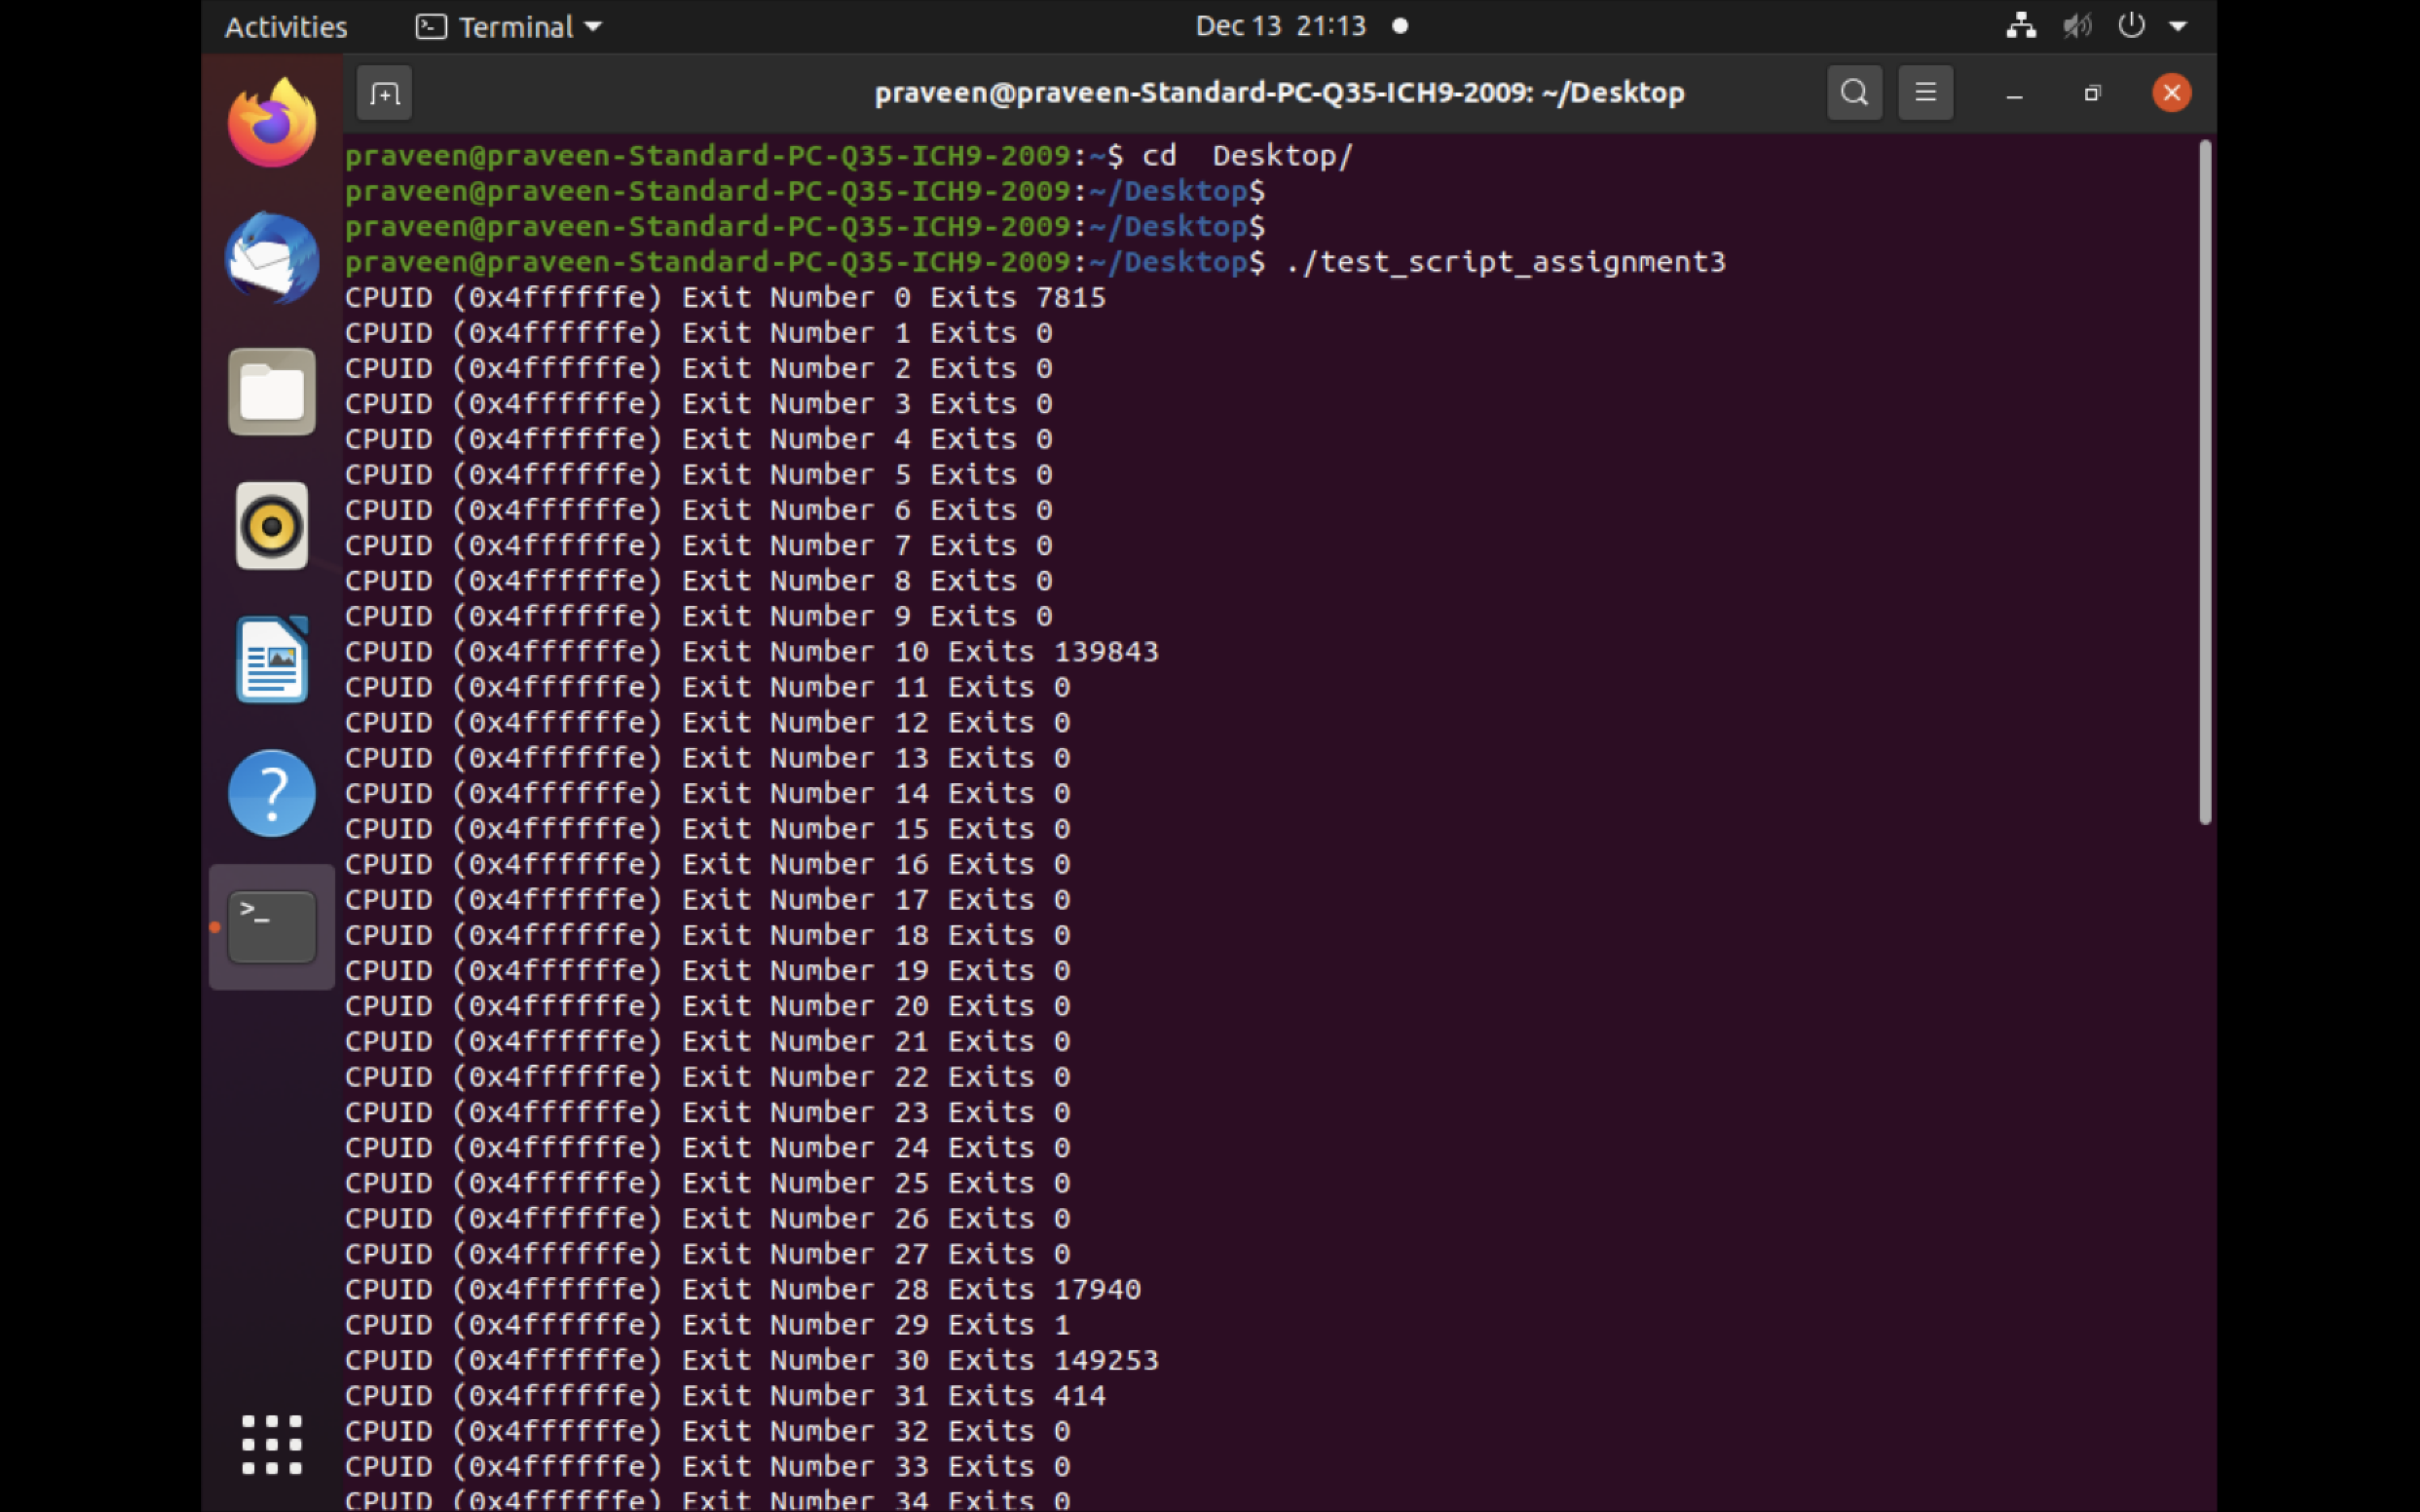 Activities
Terminal
Dec 13 21:13
praveen@praveen-Standard-PC-Q35-ICH9-2009: ~/Desktop
praveen@praveen-Standard-PC-Q35-ICH9-2009:~$ cd  Desktop/
praveen@praveen-Standard-PC-Q35-ICH9-2009:~/Desktop$
praveen@praveen-Standard-PC-Q35-ICH9-2009:~/Desktop$
praveen@praveen-Standard-PC-Q35-ICH9-2009:~/Desktop$ ./test_script_assignment3
CPUID (0x4ffffffe) Exit Number 0 Exits 7815
CPUID (0x4ffffffe) Exit Number 1 Exits 0
CPUID (0x4ffffffe) Exit Number 2 Exits 0
CPUID (0x4ffffffe) Exit Number 3 Exits 0
CPUID (0x4ffffffe) Exit Number 4 Exits 0
CPUID (0x4ffffffe) Exit Number 5 Exits 0
CPUID (0x4ffffffe) Exit Number 6 Exits 0
CPUID (0x4ffffffe) Exit Number 7 Exits 0
CPUID (0x4ffffffe) Exit Number 8 Exits 0
CPUID (0x4ffffffe) Exit Number 9 Exits 0
CPUID (0x4ffffffe) Exit Number 10 Exits 139843
CPUID (0x4ffffffe) Exit Number 11 Exits 0
CPUID (0x4ffffffe) Exit Number 12 Exits 0
CPUID (0x4ffffffe) Exit Number 13 Exits 0
CPUID (0x4ffffffe) Exit Number 14 Exits 0
CPUID (0x4ffffffe) Exit Number 15 Exits 0
CPUID (0x4ffffffe) Exit Number 16 Exits 0
CPUID (0x4ffffffe) Exit Number 17 Exits 0
CPUID (0x4ffffffe) Exit Number 18 Exits 0
CPUID (0x4ffffffe) Exit Number 19 Exits 0
CPUID (0x4ffffffe) Exit Number 20 Exits 0
CPUID (0x4ffffffe) Exit Number 21 Exits 0
CPUID (0x4ffffffe) Exit Number 22 Exits 0
CPUID (0x4ffffffe) Exit Number 23 Exits 0
CPUID (0x4ffffffe) Exit Number 24 Exits 0
CPUID (0x4ffffffe) Exit Number 25 Exits 0
CPUID (0x4ffffffe) Exit Number 26 Exits 0
CPUID (0x4ffffffe) Exit Number 27 Exits 0
CPUID (0x4ffffffe) Exit Number 28 Exits 17940
CPUID (0x4ffffffe) Exit Number 29 Exits 1
CPUID (0x4ffffffe) Exit Number 30 Exits 149253
CPUID (0x4ffffffe) Exit Number 31 Exits 414
CPUID (0x4ffffffe) Exit Number 32 Exits 0
CPUID (0x4ffffffe) Exit Number 33 Exits 0
CPUID (0x4ffffffe) Exit Number 34 Exits 0